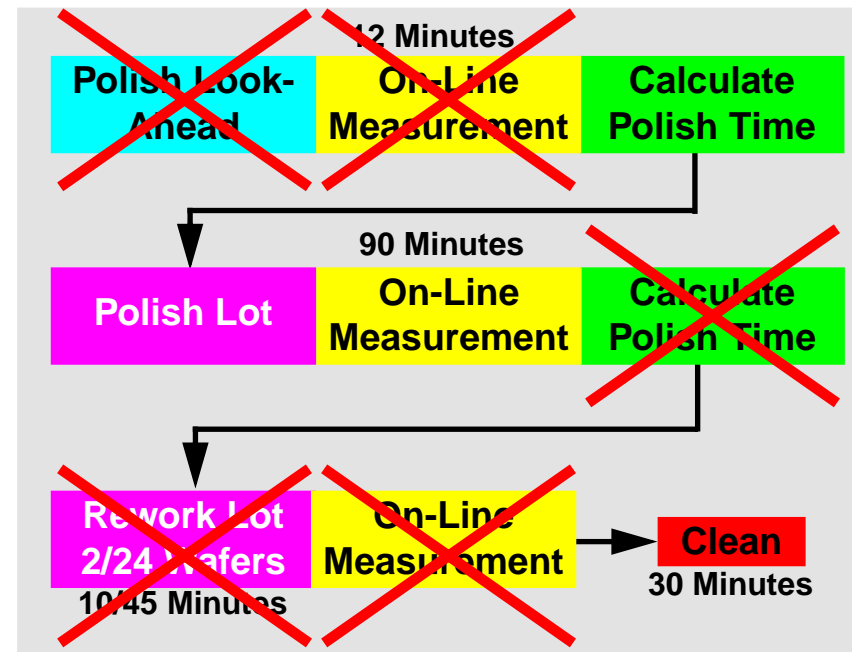 12 Minutes
Polish Look-
Ahead
On-Line
Measurement
Calculate
Polish Time
90 Minutes
Polish Lot
On-Line
Measurement
Calculate
Polish Time
Rework Lot
2/24 Wafers
10/45 Minutes
On-Line
Measurement
Clean
30 Minutes